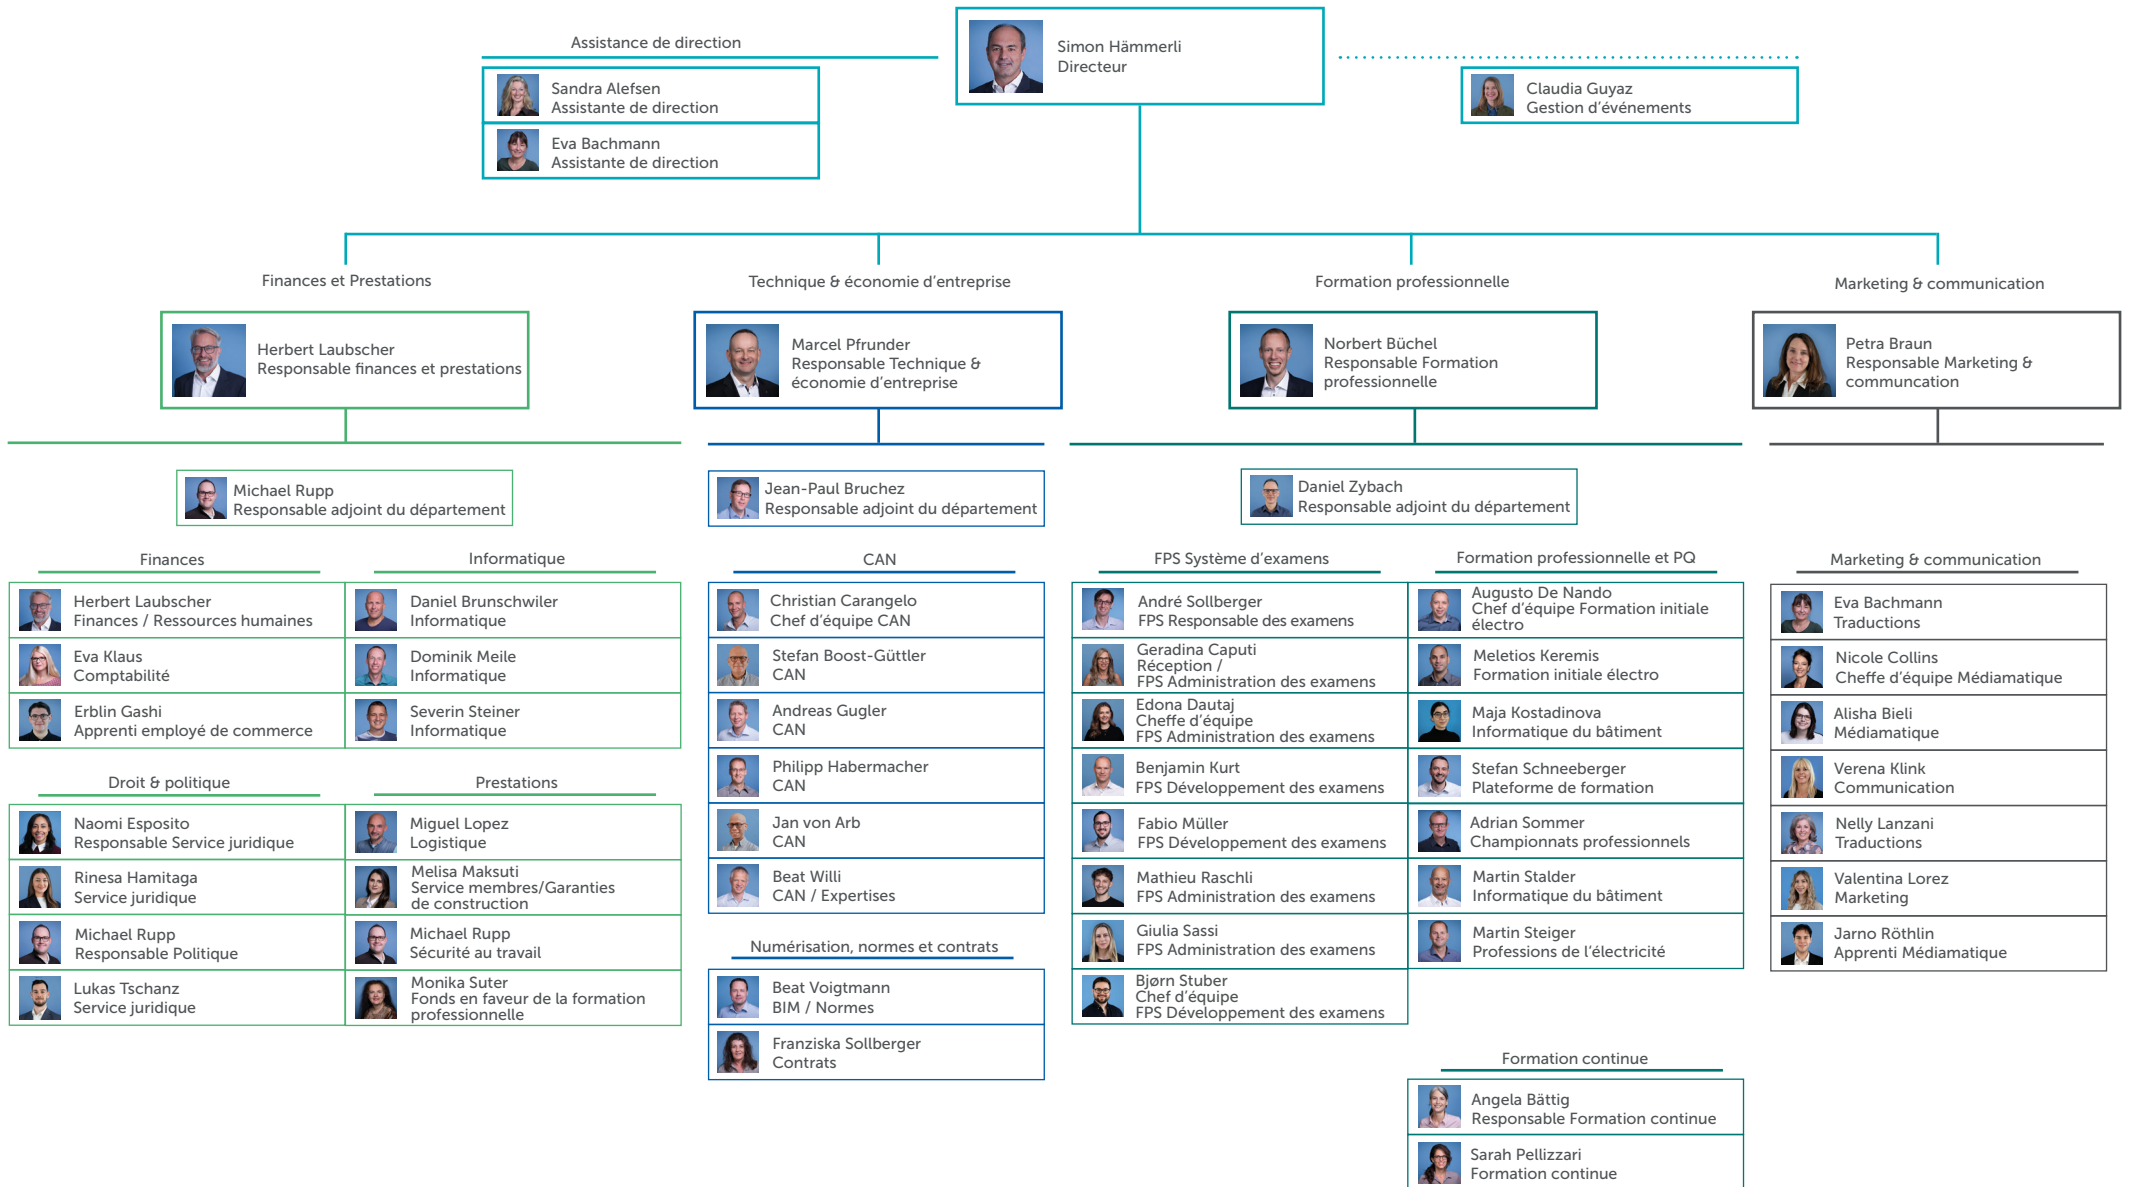 Assistance de direction
Simon Hämmerli
Directeur
Sandra Alefsen
Assistante de direction
Eva Bachmann
Assistante de direction
Claudia Guyaz
Gestion d'événements
Finances et Prestations
Herbert Laubscher
Responsable finances et prestations
Michael Rupp
Responsable adjoint du département
Finances
Herbert Laubscher
Finances / Ressources humaines
Eva Klaus
Comptabilité
Erblin Gashi
Apprenti employé de commerce
Informatique
Daniel Brunschwiler
Informatique
Dominik Meile
Informatique
Severin Steiner
Informatique
Droit & politique
Naomi Esposito
Responsable Service juridique
Rinesa Hamitaga
Service juridique
Michael Rupp
Responsable Politique
Lukas Tschanz
Service juridique
Prestations
Miguel Lopez
Logistique
Melisa Maksuti
Service membres/Garanties
de construction
Michael Rupp
Sécurité au travail
Monika Suter
Fonds en faveur de la formation
professionnelle
Technique & économie d'entreprise
Marcel Pfrunder
Responsable Technique &
économie d'entreprise
Jean-Paul Bruchez
Responsable adjoint du département
CAN
Christian Carangelo
Chef d'équipe CAN
Stefan Boost-Güttler
CAN
Andreas Gugler
CAN
Philipp Habermacher
CAN
Jan von Arb
CAN
Beat Willi
CAN / Expertises
Numérisation, normes et contrats
Beat Voigtmann
BIM / Normes
Franziska Sollberger
Contrats
Formation professionnelle
Norbert Büchel
Responsable Formation
professionnelle
Daniel Zybach
Responsable adjoint du département
FPS Système d'examens
André Sollberger
FPS Responsable des examens
Geradina Caputi
Réception /
FPS Administration des examens
Edona Dautaj
Cheffe d'équipe
FPS Administration des examens
Benjamin Kurt
FPS Développement des examens
Fabio Müller
FPS Développement des examens
Mathieu Raschli
FPS Administration des examens
Giulia Sassi
FPS Administration des examens
Bjørn Stuber
Chef d'équipe
FPS Développement des examens
Formation professionnelle et PQ
Augusto De Nando
Chef d'équipe Formation initiale
électro
Meletios Keremis
Formation initiale électro
Maja Kostadinova
Informatique du bâtiment
Stefan Schneeberger
Plateforme de formation
Adrian Sommer
Championnats professionnels
Martin Stalder
Informatique du bâtiment
Martin Steiger
Professions de l'électricité
Formation continue
Angela Bättig
Responsable Formation continue
Sarah Pellizzari
Formation continue
Marketing & communication
Petra Braun
Responsable Marketing &
communcation
Marketing & communication
Eva Bachmann
Traductions
Nicole Collins
Cheffe d'équipe Médiamatique
Alisha Bieli
Médiamatique
Verena Klink
Communication
Nelly Lanzani
Traductions
Valentina Lorez
Marketing
Jarno Röthlin
Apprenti Médiamatique